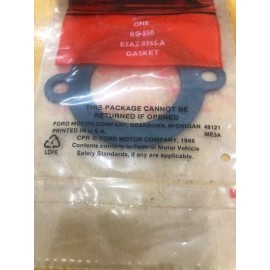 ONE
RG-550
E5AZ-8255-A
GASKET
THIS PACKAGE CANNOT BE
RETURNED IF OPENED
FORD MOTOR COMPANY, DEARBORN, MICHIGAN 48121
PRINTED IN U.S.A. ME5A
CPR © FORD MOTOR COMPANY, 1966
Contents conform to Federal Motor Vehicle
Safety Standards, if any are applicable.
4
LDPE